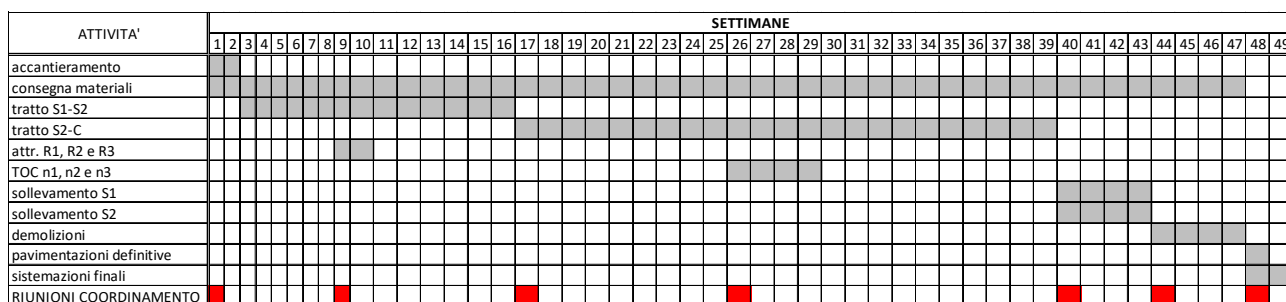 SETTIMANE
ATTIVITA'
1 2 3 4 5 6 7 8 9 10 11 12 13 14 15 16 17 18 19 20 21 22 23 24 25 26 27 28 29 30 31 32 33 34 35 36 37 38 39 40 41 42 43 44 45 46 47 48 49
accantieramento
consegna materiali
tratto S1-S2
tratto S2-C
attr. R1, R2 e R3
TOC n1, n2 e n3
sollevamento S1
sollevamento S2
demolizioni
pavimentazioni definitive
sistemazioni finali
RIUNIONI COORDINAMENTO